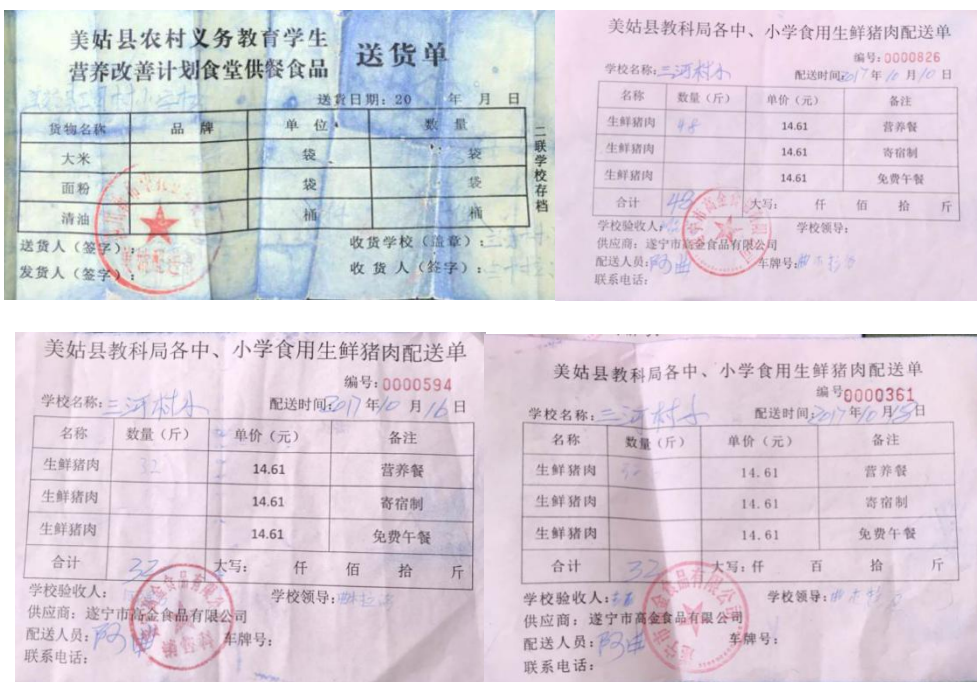 美姑县农村义务教育学生
营养改善计划食堂供餐食品
送货单
送货日期：20 年 月 日
货物名称 品牌 单位 数量
大米 袋 袋
面粉 袋 袋
清油 桶 桶
送货人（签字）： 收货学校（盖章）：
发货人（签字）： 收货人（签字）：
二联学校存档
美姑县教科局各中、小学食用生鲜猪肉配送单
编号：0000826
学校名称：三河村小 配送时间：2017年10月10日
名称 数量（斤） 单价（元） 备注
生鲜猪肉 48 14.61 营养餐
生鲜猪肉 14.61 寄宿制
生鲜猪肉 14.61 免费午餐
合计 48 大写： 仟 佰 拾 斤
学校验收人： 学校领导：
供应商：遂宁市高金食品有限公司
配送人员：阿曲 车牌号：
联系电话：
美姑县教科局各中、小学食用生鲜猪肉配送单
编号：0000594
学校名称：三河村小 配送时间：2017年10月16日
名称 数量（斤） 单价（元） 备注
生鲜猪肉 32 14.61 营养餐
生鲜猪肉 14.61 寄宿制
生鲜猪肉 14.61 免费午餐
合计 32 大写： 仟 佰 拾 斤
学校验收人： 学校领导：
供应商：遂宁市高金食品有限公司
配送人员：阿曲 车牌号：
联系电话：
美姑县教科局各中、小学食用生鲜猪肉配送单
编号0000361
学校名称：三河村小 配送时间：2017年10月15日
名称 数量（斤） 单价（元） 备注
生鲜猪肉 32 14.61 营养餐
生鲜猪肉 14.61 寄宿制
生鲜猪肉 14.61 免费午餐
合计 32 大写：仟 百 拾 斤
学校验收人： 学校领导：
供应商：遂宁市高金食品有限公司
配送人员：阿曲 车牌号：
联系电话：